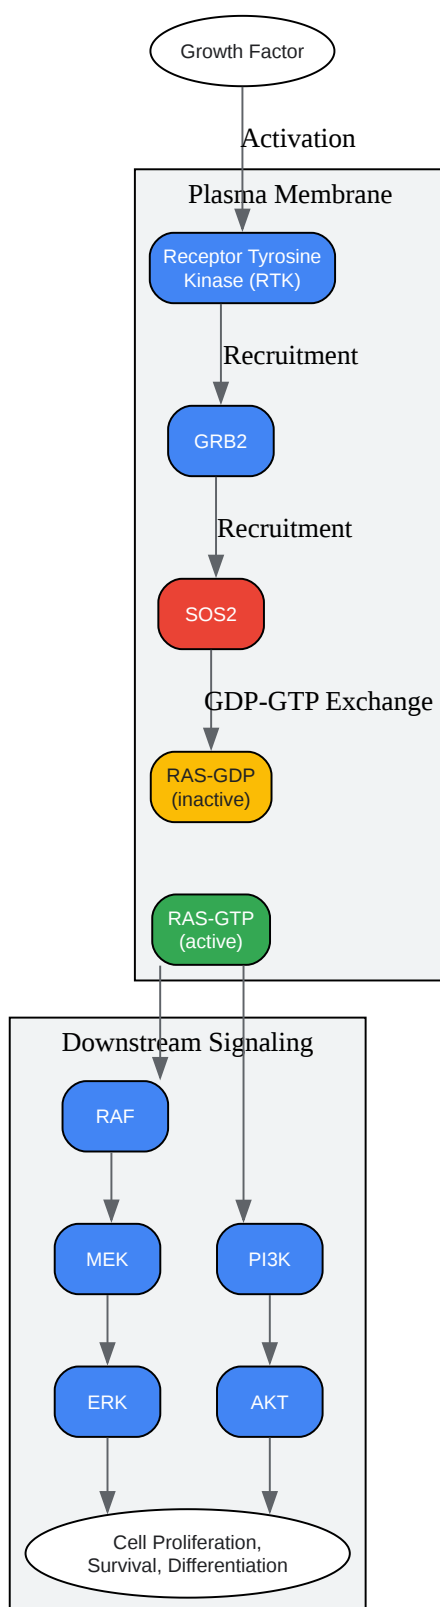 Growth Factor
Activation
Plasma Membrane
Receptor Tyrosine
Kinase (RTK)
Recruitment
GRB2
Recruitment
SOS2
GDP-GTP Exchange
RAS-GDP
(inactive)
RAS-GTP
(active)
Downstream Signaling
RAF
MEK
PI3K
ERK
AKT
Cell Proliferation,
Survival, Differentiation